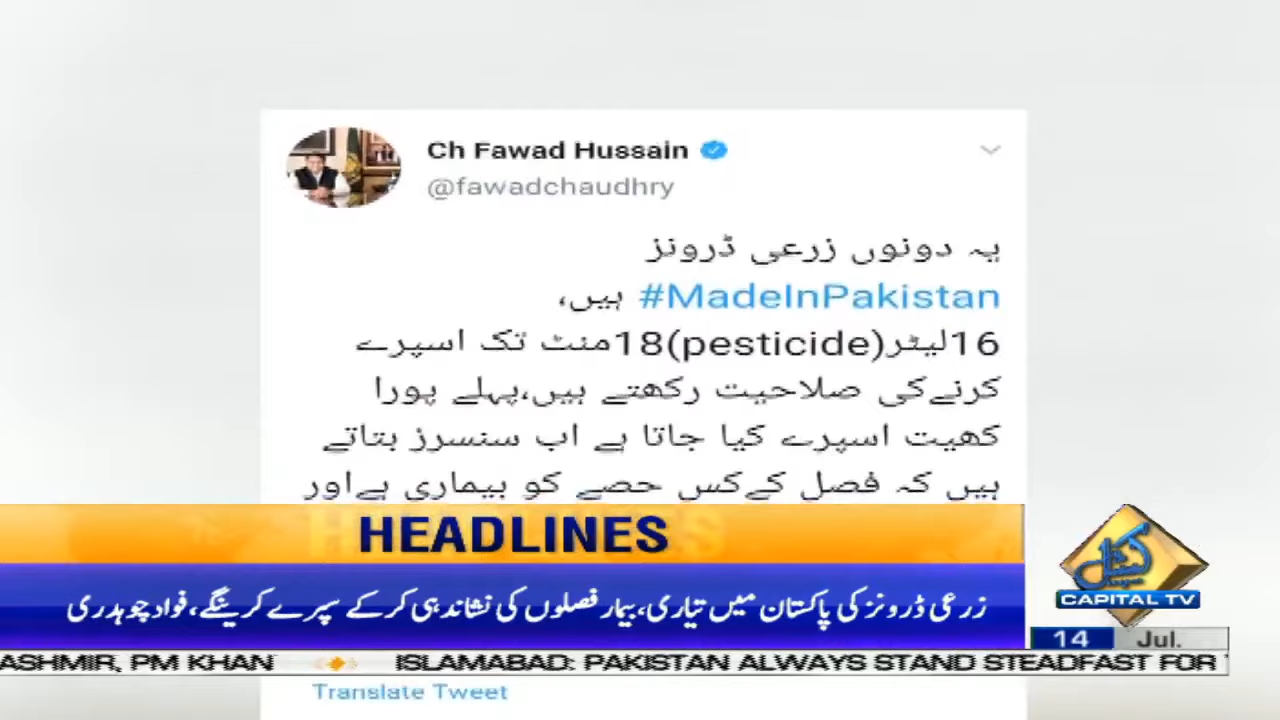 Ch Fawad Hussain
@fawadchaudhry
یہ دونوں زرعی ڈرونز
#MadeInPakistan ہیں،
16لیٹر(pesticide)18منٹ تک اسپرے
کرنےکی صلاحیت رکھتے ہیں،پہلے پورا
کھیت اسپرے کیا جاتا ہے اب سنسرز بتاتے
ہیں کہ فصل کےکس حصے کو بیماری ہےاور
HEADLINES
زرعی ڈرونز کی پاکستان میں تیاری، بیمار فصلوں کی نشاندہی کر کے سپرے کرینگے، فواد چوہدری
کیپٹل
CAPITAL TV
14 Jul.
ASHMIR, PM KHAN ISLAMABAD: PAKISTAN ALWAYS STAND STEADFAST FOR
Translate Tweet